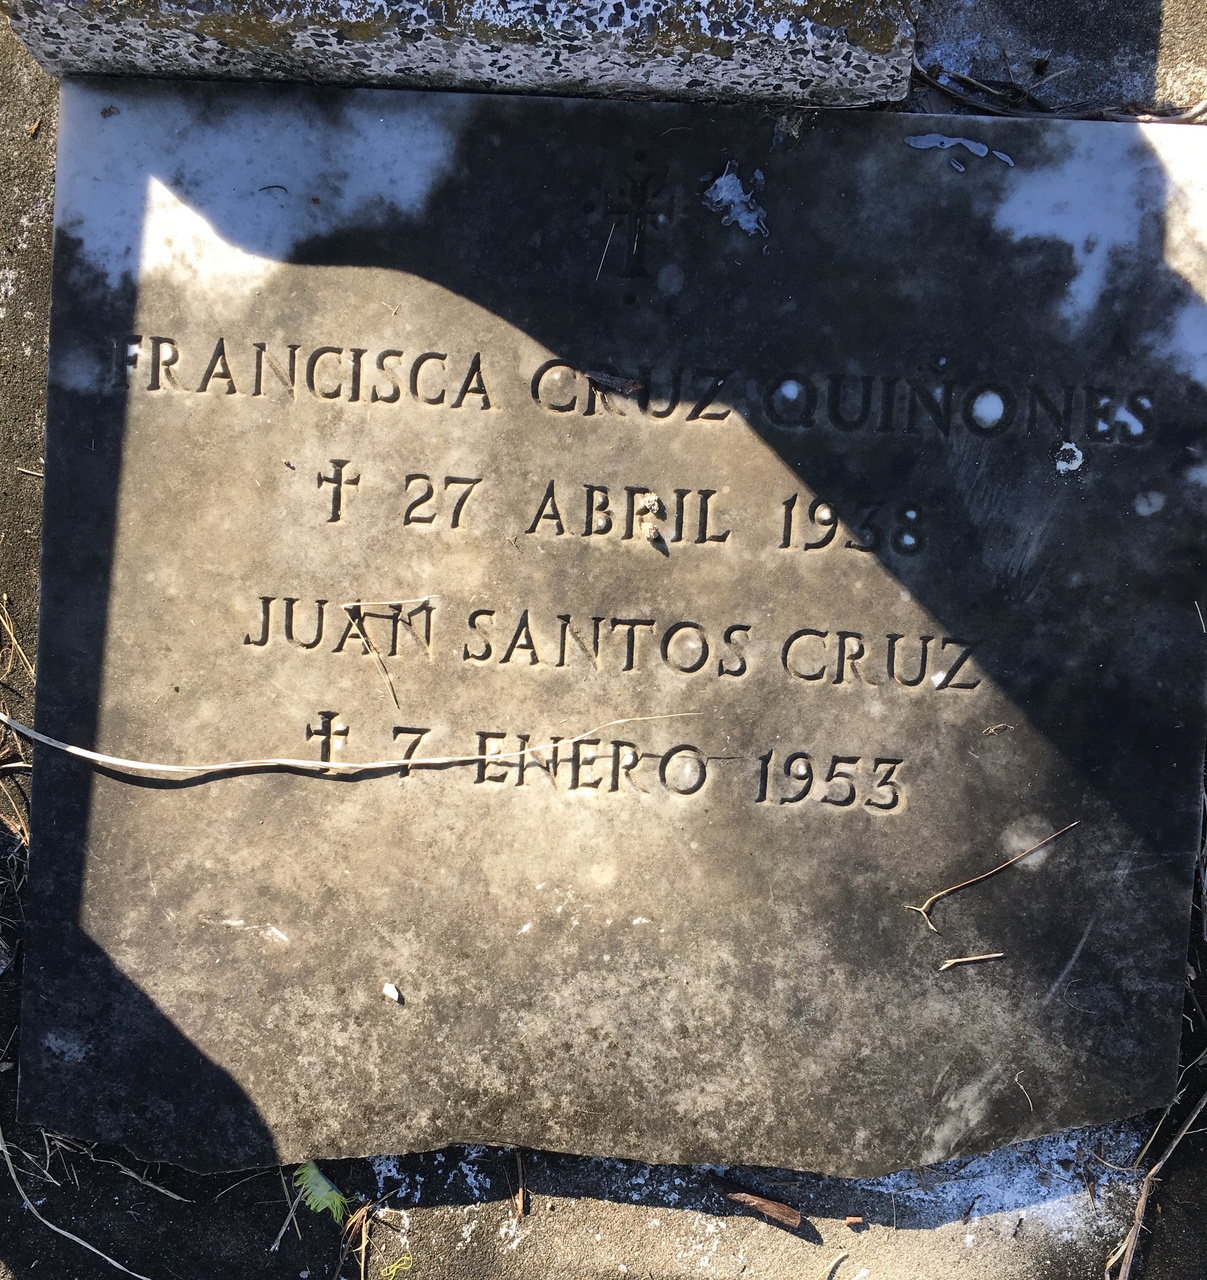 FRANCISCA CRUZ QUIÑONES
† 27 ABRIL 1938
JUAN SANTOS CRUZ
† 7 ENERO 1953